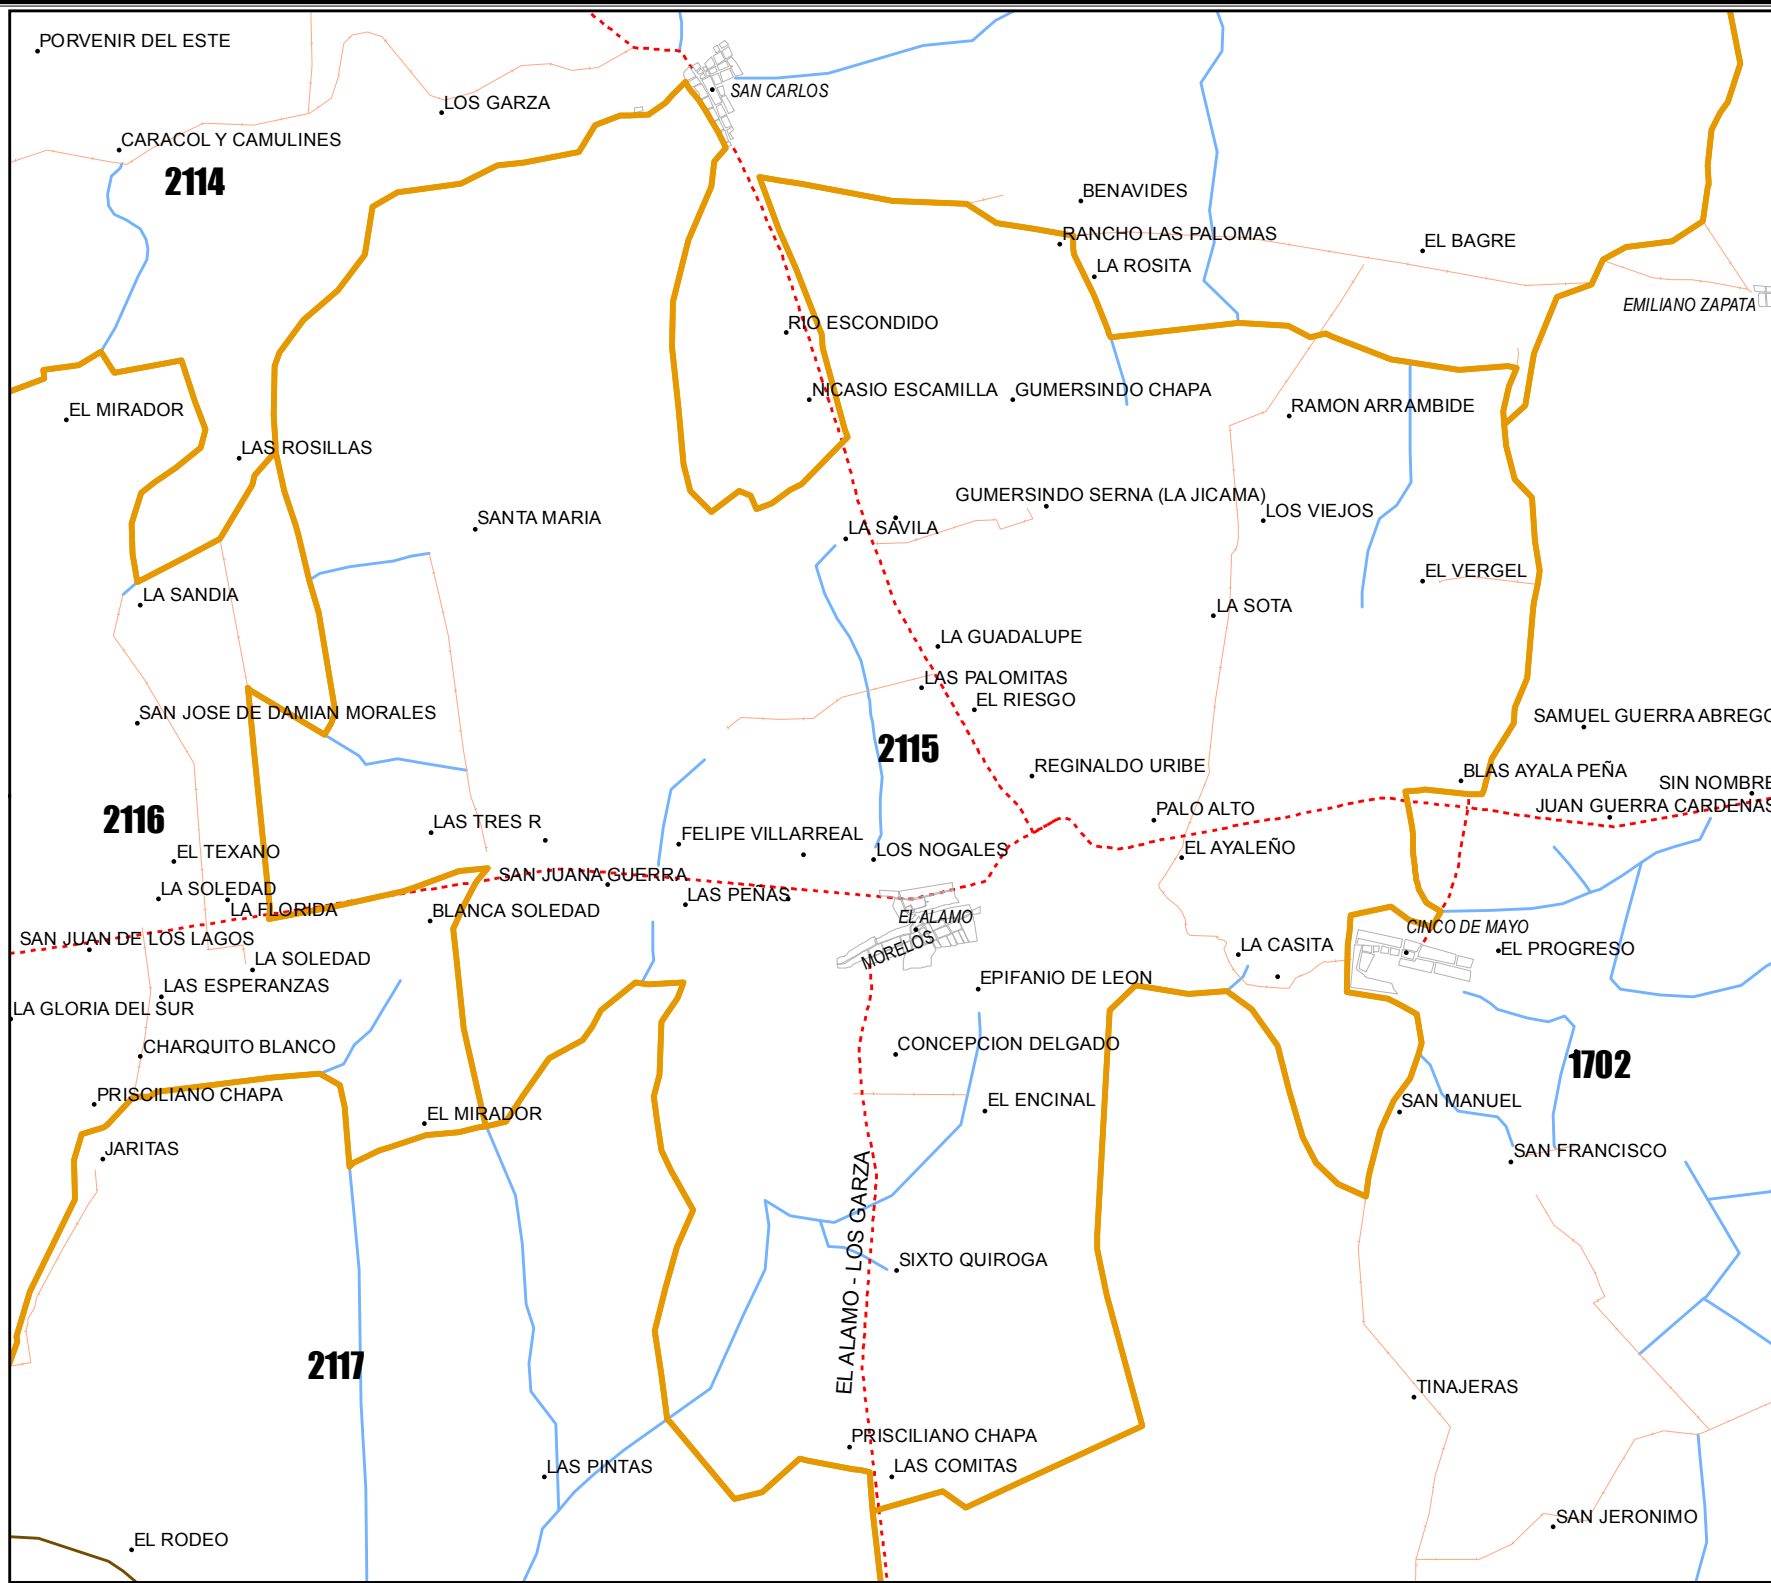 PORVENIR DEL ESTE
SAN CARLOS
LOS GARZA
CARACOL Y CAMULINES
2114
BENAVIDES
RANCHO LAS PALOMAS
EL BAGRE
LA ROSITA
EMILIANO ZAPATA
RIO ESCONDIDO
NICASIO ESCAMILLA
GUMERSINDO CHAPA
EL MIRADOR
RAMON ARRAMBIDE
LAS ROSILLAS
GUMERSINDO SERNA (LA JICAMA)
LOS VIEJOS
SANTA MARIA
LA SAVILA
EL VERGEL
LA SANDIA
LA SOTA
LA GUADALUPE
LAS PALOMITAS
EL RIESGO
SAN JOSE DE DAMIAN MORALES
SAMUEL GUERRA ABREGO
2115
REGINALDO URIBE
BLAS AYALA PEÑA
SIN NOMBRE
JUAN GUERRA CARDENAS
PALO ALTO
2116
LAS TRES R
FELIPE VILLARREAL
EL TEXANO
LOS NOGALES
EL AYALEÑO
SAN JUANA GUERRA
LA SOLEDAD
LAS PEÑAS
LA FLORIDA
BLANCA SOLEDAD
EL ALAMO
CINCO DE MAYO
SAN JUAN DE LOS LAGOS
MORELOS
LA CASITA
EL PROGRESO
LA SOLEDAD
EPIFANIO DE LEON
LAS ESPERANZAS
LA GLORIA DEL SUR
CHARQUITO BLANCO
CONCEPCION DELGADO
1702
PRISCILIANO CHAPA
EL MIRADOR
EL ENCINAL
SAN MANUEL
JARITAS
SAN FRANCISCO
EL ALAMO - LOS GARZA
SIXTO QUIROGA
2117
TINAJERAS
PRISCILIANO CHAPA
LAS PINTAS
LAS COMITAS
SAN JERONIMO
EL RODEO